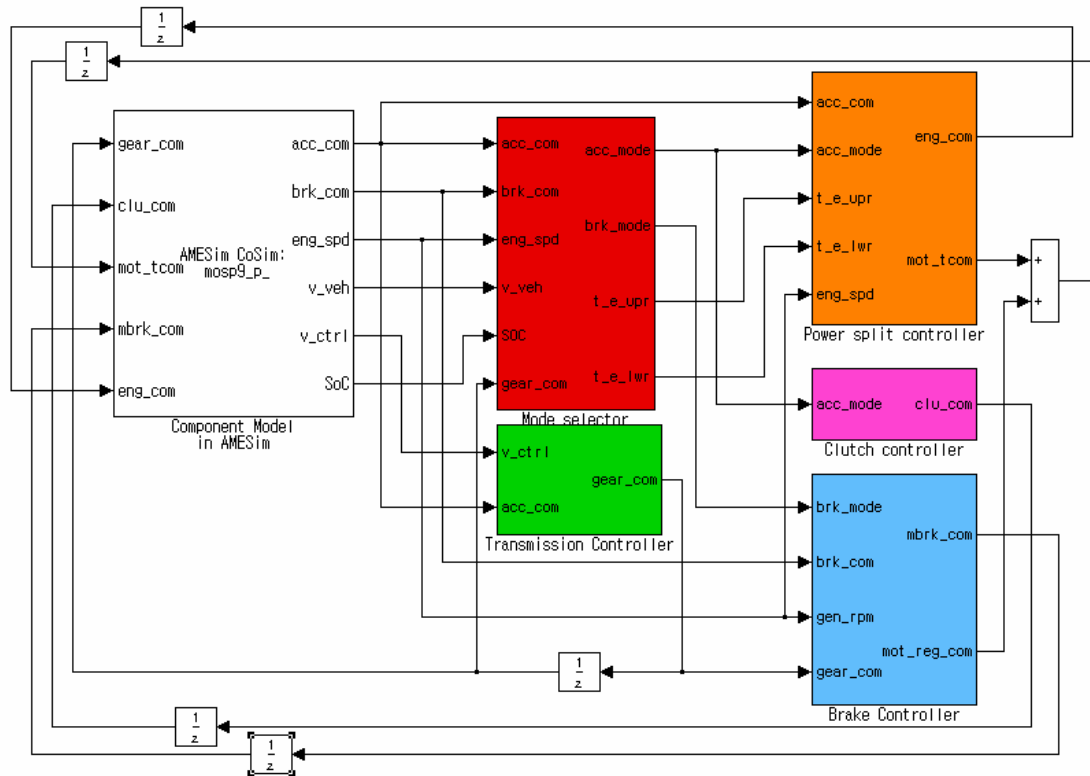 1
z
1
z
gear_com
clu_com
mot_tcom
mbrk_com
eng_com
AMESim CoSim:
mosp9_p_
acc_com
brk_com
eng_spd
v_veh
v_ctrl
SoC
Component Model
in AMESim
acc_com
brk_com
eng_spd
v_veh
SOC
gear_com
acc_mode
brk_mode
t_e_upr
t_e_lwr
Mode selector
v_ctrl
acc_com
gear_com
Transmission Controller
acc_com
acc_mode
t_e_upr
t_e_lwr
eng_spd
eng_com
mot_tcom
Power split controller
+
+
acc_mode
clu_com
Clutch controller
brk_mode
brk_com
gen_rpm
gear_com
mbrk_com
mot_reg_com
Brake Controller
1
z
1
z
1
z